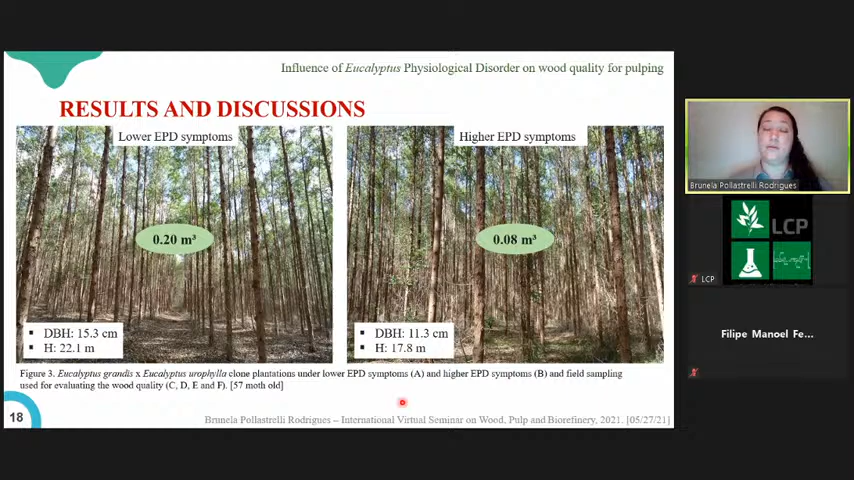 Influence of Eucalyptus Physiological Disorder on wood quality for pulping
RESULTS AND DISCUSSIONS
Lower EPD symptoms
Higher EPD symptoms
0.20 m³
0.08 m³
▪ DBH: 15.3 cm
▪ H: 22.1 m
▪ DBH: 11.3 cm
▪ H: 17.8 m
Figure 3. Eucalyptus grandis x Eucalyptus urophylla clone plantations under lower EPD symptoms (A) and higher EPD symptoms (B) and field sampling
used for evaluating the wood quality (C, D, E and F). [57 moth old]
18
Brunela Pollastrelli Rodrigues – International Virtual Seminar on Wood, Pulp and Biorefinery, 2021. [05/27/21]
Brunela Pollastrelli Rodrigues
LCP
LCP
Filipe Manoel Fe...